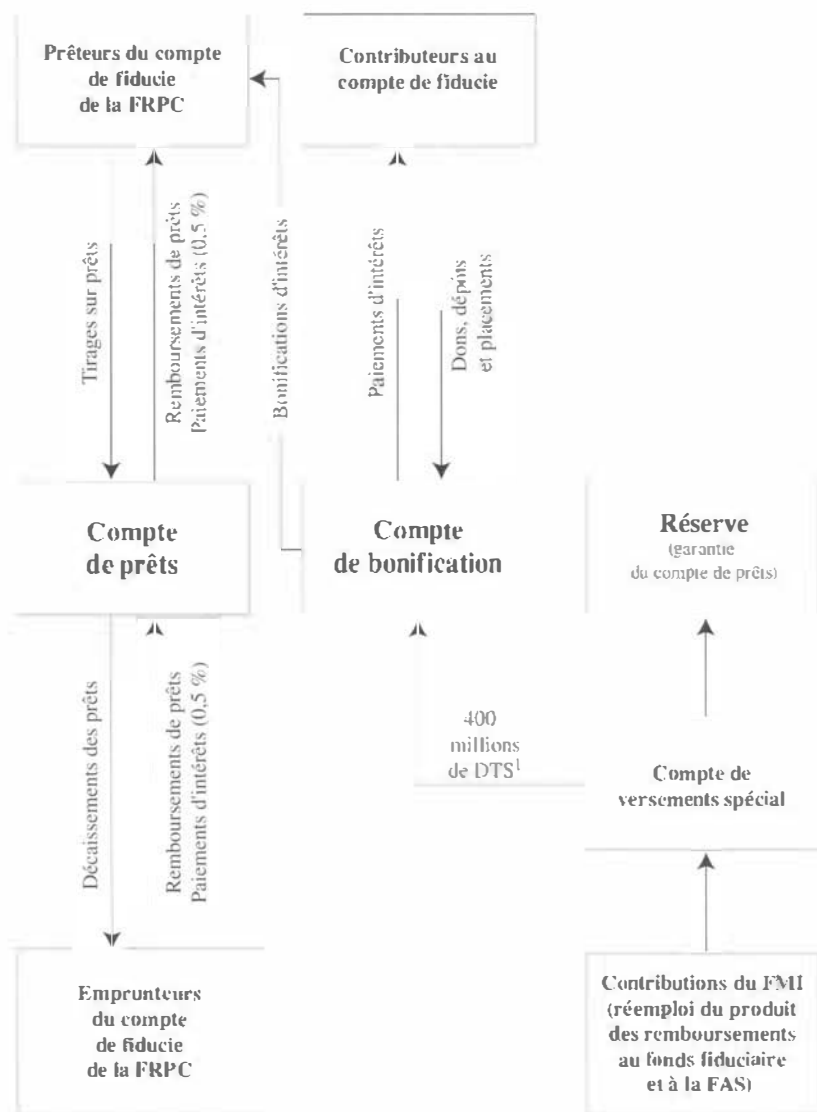 Prêteurs du compte
de fiducie
de la FRPC
Contributeurs au
compte de fiducie
Tirages sur prêts
Remboursements de prêts
Paiements d'intérêts (0,5 %)
Bonifications d'intérêts
Paiements d'intérêts
Dons, dépôts
et placements
Compte
de prêts
Compte
de bonification
Réserve
(garantie
du compte de prêts)
Décaissements des prêts
Remboursements de prêts
Paiements d'intérêts (0,5 %)
400
millions
de DTS1
Compte de
versements spécial
Emprunteurs
du compte
de fiducie
de la FRPC
Contributions du FMI
(réemploi du produit
des remboursements
au fonds fiduciaire
et à la FAS)